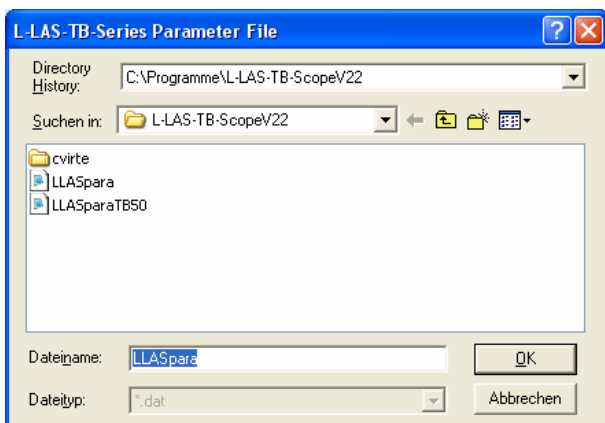 L-LAS-TB-Series Parameter File
Directory
History:
C:\Programme\L-LAS-TB-ScopeV22
Suchen in:
L-LAS-TB-ScopeV22
cvirte
LLASpara
LLASparaTB50
Dateiname:
LLASpara
OK
Dateityp:
*.dat
Abbrechen